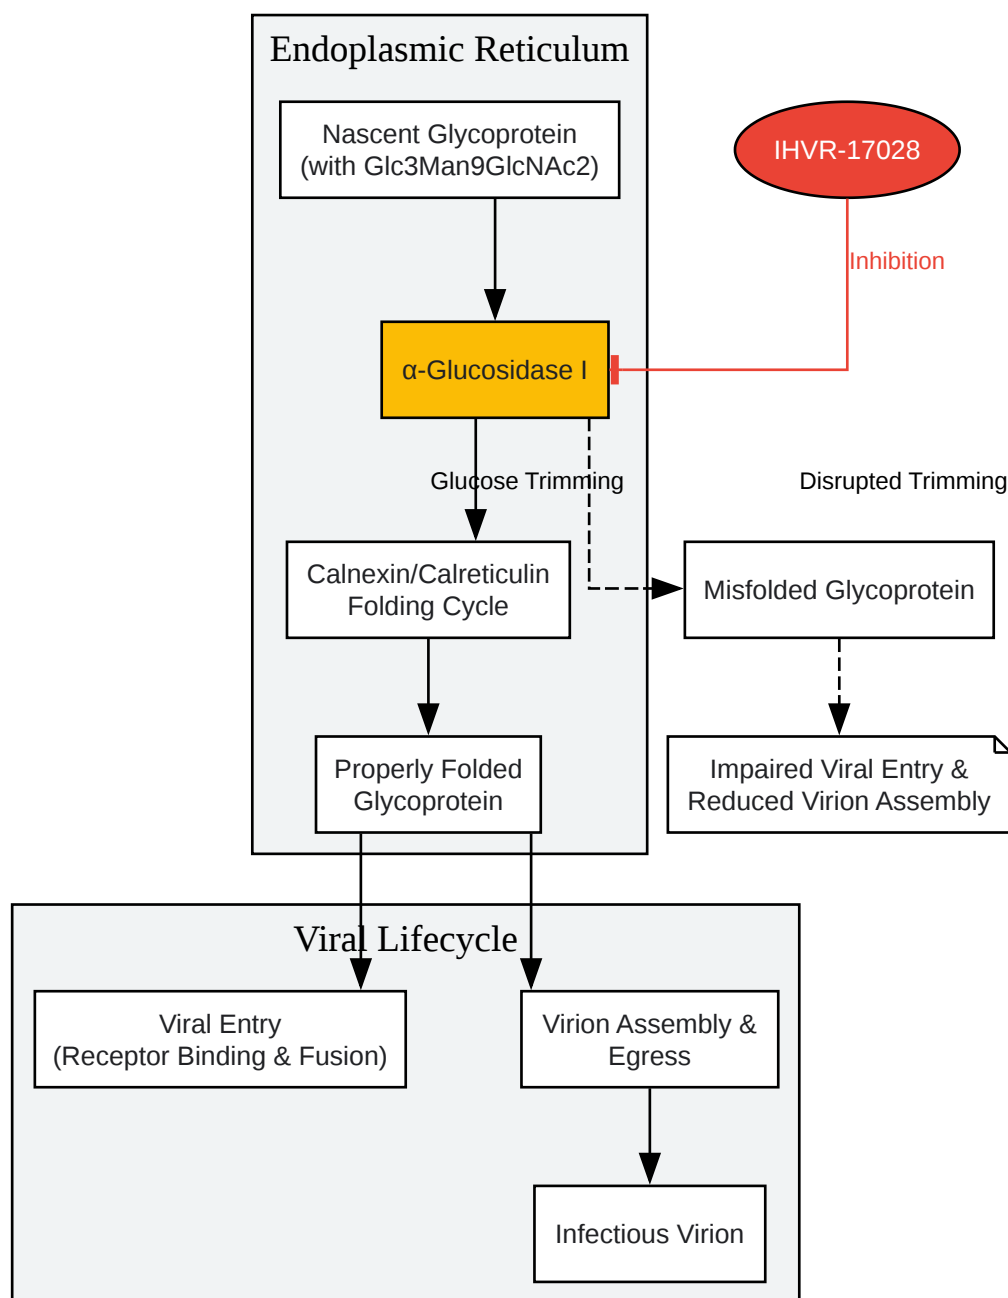 Endoplasmic Reticulum
Nascent Glycoprotein
(with Glc3Man9GlcNAc2)
IHVR-17028
Inhibition
α-Glucosidase I
Glucose Trimming
Disrupted Trimming
Calnexin/Calreticulin
Folding Cycle
Misfolded Glycoprotein
Properly Folded
Glycoprotein
Impaired Viral Entry &
Reduced Virion Assembly
Viral Lifecycle
Viral Entry
(Receptor Binding & Fusion)
Virion Assembly &
Egress
Infectious Virion